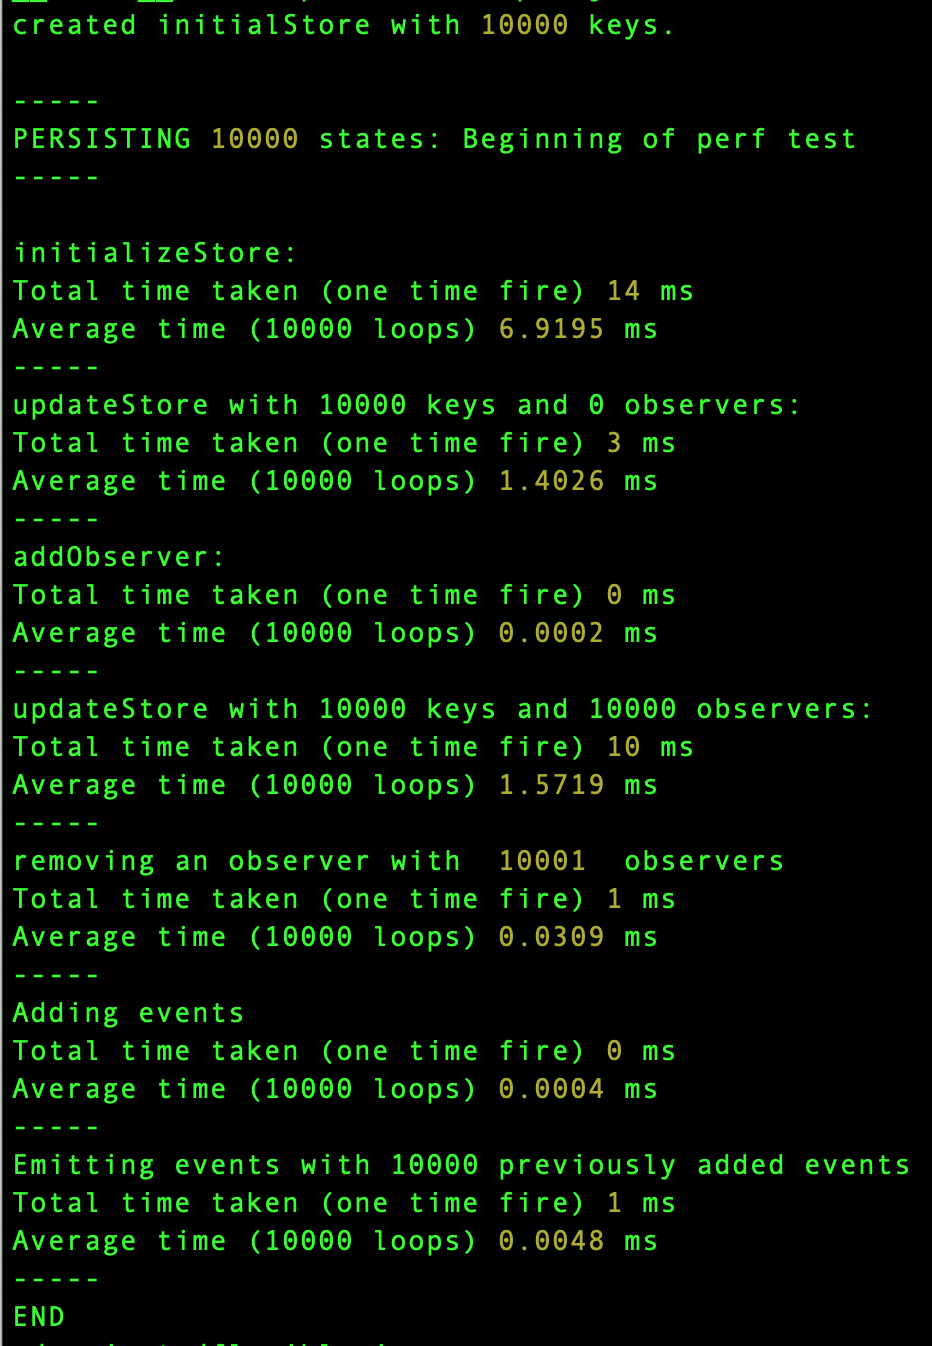 created initialStore with 10000 keys.
-----
PERSISTING 10000 states: Beginning of perf test
-----
initializeStore:
Total time taken (one time fire) 14 ms
Average time (10000 loops) 6.9195 ms
-----
updateStore with 10000 keys and 0 observers:
Total time taken (one time fire) 3 ms
Average time (10000 loops) 1.4026 ms
-----
addObserver:
Total time taken (one time fire) 0 ms
Average time (10000 loops) 0.0002 ms
-----
updateStore with 10000 keys and 10000 observers:
Total time taken (one time fire) 10 ms
Average time (10000 loops) 1.5719 ms
-----
removing an observer with  10001  observers
Total time taken (one time fire) 1 ms
Average time (10000 loops) 0.0309 ms
-----
Adding events
Total time taken (one time fire) 0 ms
Average time (10000 loops) 0.0004 ms
-----
Emitting events with 10000 previously added events
Total time taken (one time fire) 1 ms
Average time (10000 loops) 0.0048 ms
-----
END